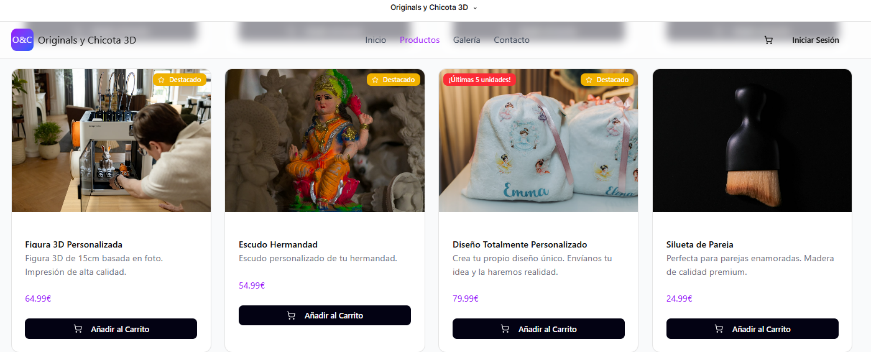 Originals y Chicota 3D
O&C Originals y Chicota 3D Inicio Productos Galería Contacto Iniciar Sesión
Destacado
Destacado
¡Últimas 5 unidades!
Destacado
Emma
Figura 3D Personalizada
Figura 3D de 15cm basada en foto.
Impresión de alta calidad.
64.99€
Añadir al Carrito
Escudo Hermandad
Escudo personalizado de tu hermandad.
54.99€
Añadir al Carrito
Diseño Totalmente Personalizado
Crea tu propio diseño único. Envíanos tu
idea y la haremos realidad.
79.99€
Añadir al Carrito
Silueta de Pareja
Perfecta para parejas enamoradas. Madera
de calidad premium.
24.99€
Añadir al Carrito